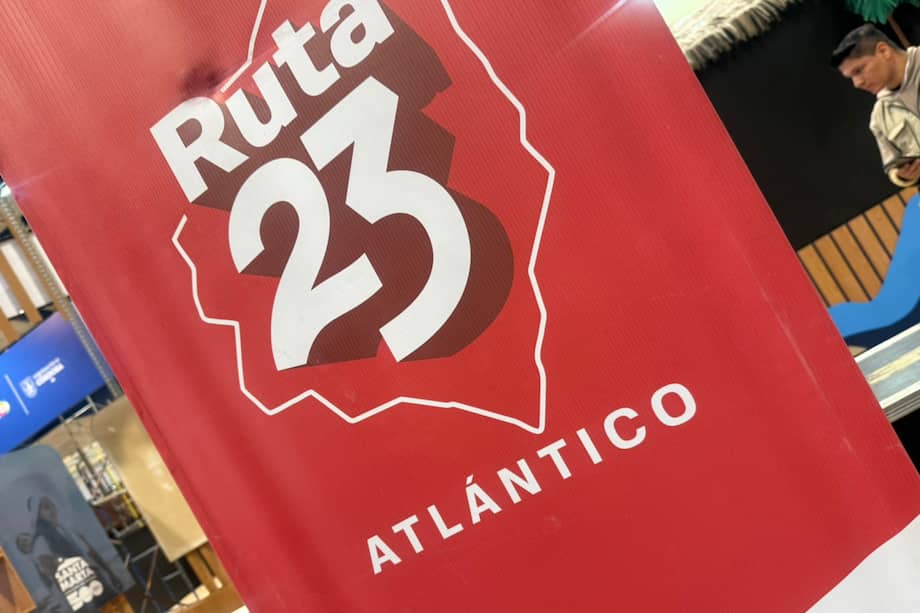 Ruta
23
ATLÁNTICO
SANTA
MARTA
500